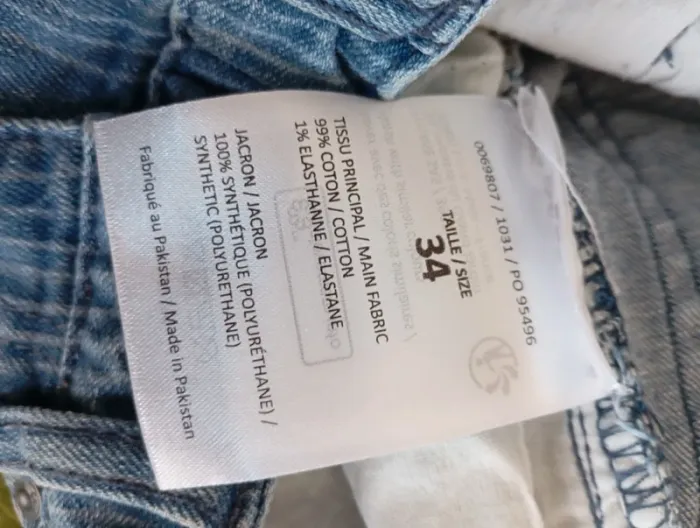 0069807 / 1031 / PO 95496
TAILLE / SIZE
34
TISSU PRINCIPAL / MAIN FABRIC
99% COTON / COTTON
1% ELASTHANNE / ELASTANE
JACRON / JACRON
100% SYNTHÉTIQUE (POLYURÉTHANE) /
SYNTHETIC (POLYURETHANE)
Fabriqué au Pakistan / Made in Pakistan